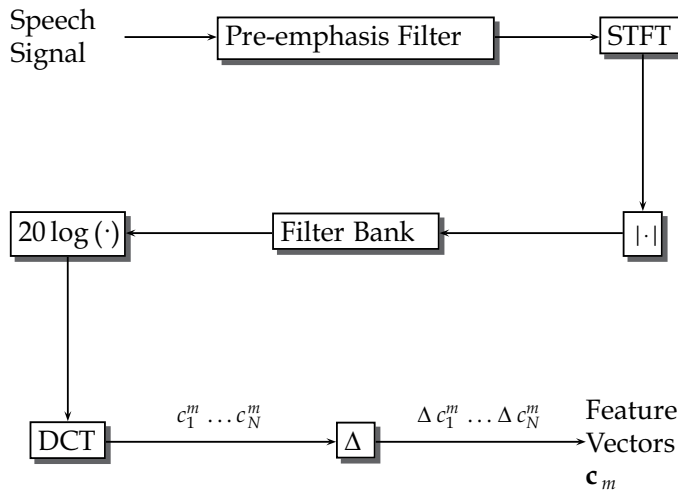 Speech
Signal
Pre-emphasis Filter
STFT
20 log (·)
Filter Bank
|·|
DCT
c_1^m … c_N^m
Δ
Δ c_1^m … Δ c_N^m
Feature
Vectors
c_m